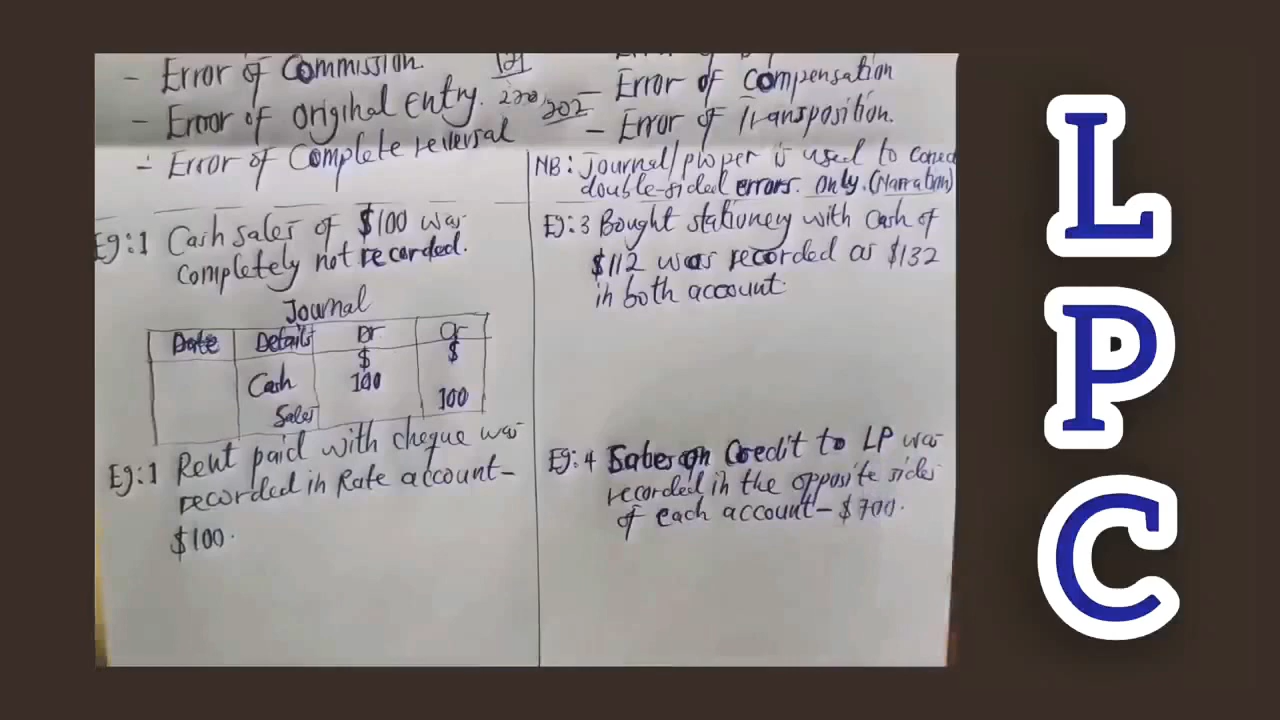 - Error of Commission.
- Error of original entry.
- Error of Complete reversal
Eg:1 Cash sales of $100 was
completely not recorded.
Journal
Date Details Dr Cr
$ $
Cash 100
Sales 100
Eg:1 Rent paid with cheque was
recorded in Rate account-
$100.
- Error of Compensation
- Error of Transposition.
NB: Journal/proper is used to
double-sided errors. only. (Narration)
Eg:3 Bought stationery with cash of
$112 was recorded as $132
in both account.
Eg:4 Sales on Credit to LP was
recorded in the opposite sides
of each account- $700.
L
P
C